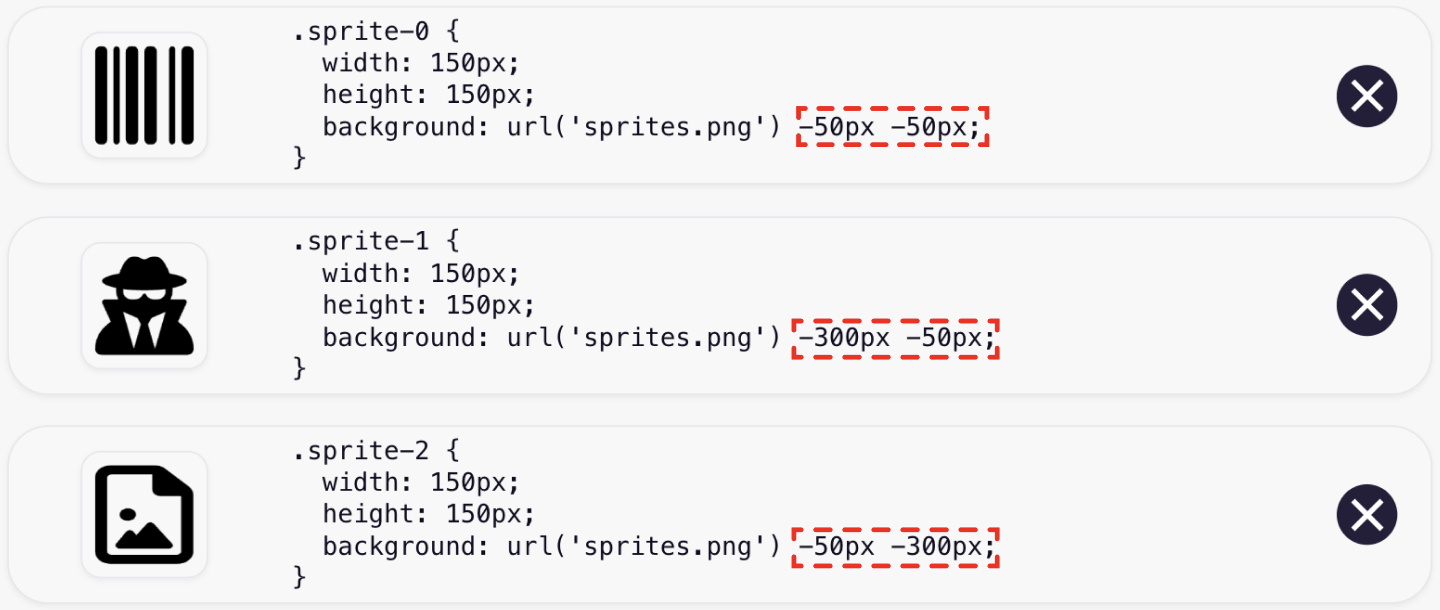 .sprite-0 {
width: 150px;
height: 150px;
background: url('sprites.png') -50px -50px;
}
.sprite-1 {
width: 150px;
height: 150px;
background: url('sprites.png') -300px -50px;
}
.sprite-2 {
width: 150px;
height: 150px;
background: url('sprites.png') -50px -300px;
}